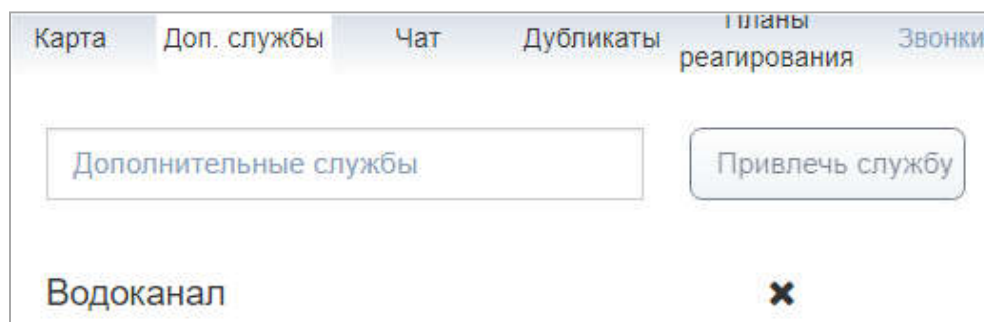 Карта Доп. службы Чат Дубликаты Планы реагирования Звонки
Дополнительные службы Привлечь службу
Водоканал